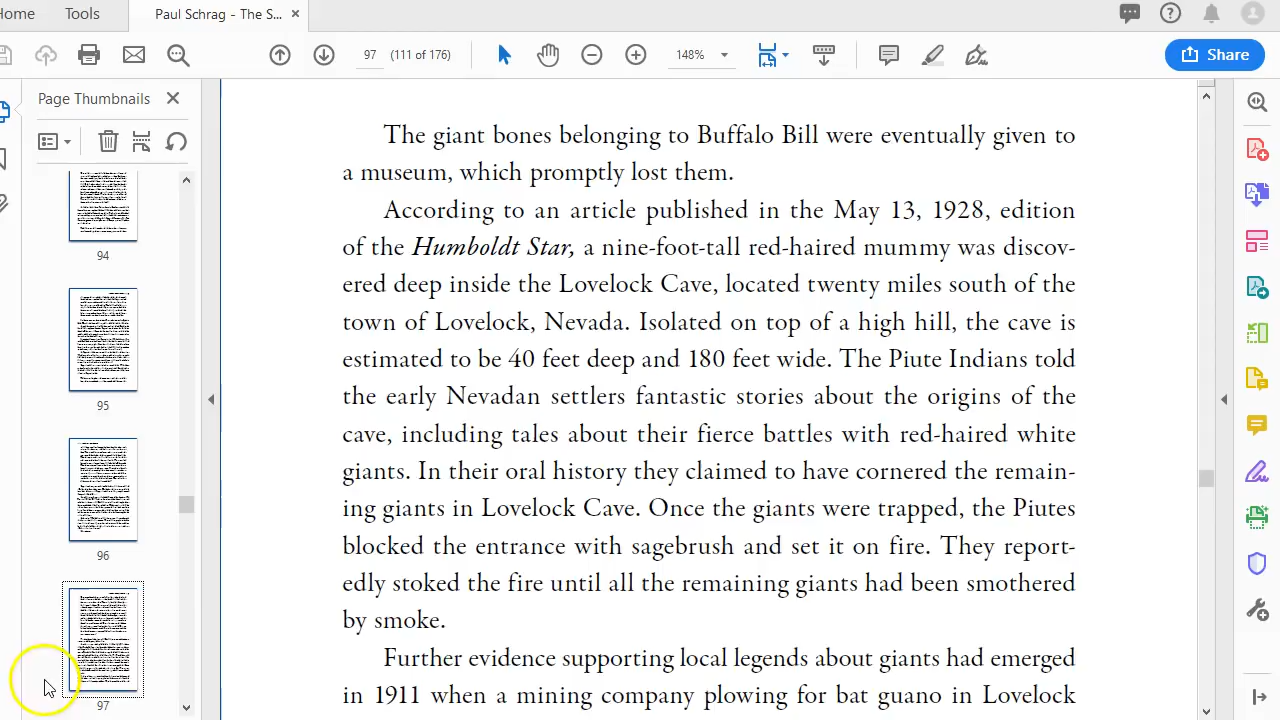 Home
Tools
Paul Schrag - The S...
97
(111 of 176)
148%
Share
Page Thumbnails
94
95
96
97
The giant bones belonging to Buffalo Bill were eventually given to
a museum, which promptly lost them.
According to an article published in the May 13, 1928, edition
of the Humboldt Star, a nine-foot-tall red-haired mummy was discov-
ered deep inside the Lovelock Cave, located twenty miles south of the
town of Lovelock, Nevada. Isolated on top of a high hill, the cave is
estimated to be 40 feet deep and 180 feet wide. The Piute Indians told
the early Nevadan settlers fantastic stories about the origins of the
cave, including tales about their fierce battles with red-haired white
giants. In their oral history they claimed to have cornered the remain-
ing giants in Lovelock Cave. Once the giants were trapped, the Piutes
blocked the entrance with sagebrush and set it on fire. They report-
edly stoked the fire until all the remaining giants had been smothered
by smoke.
Further evidence supporting local legends about giants had emerged
in 1911 when a mining company plowing for bat guano in Lovelock